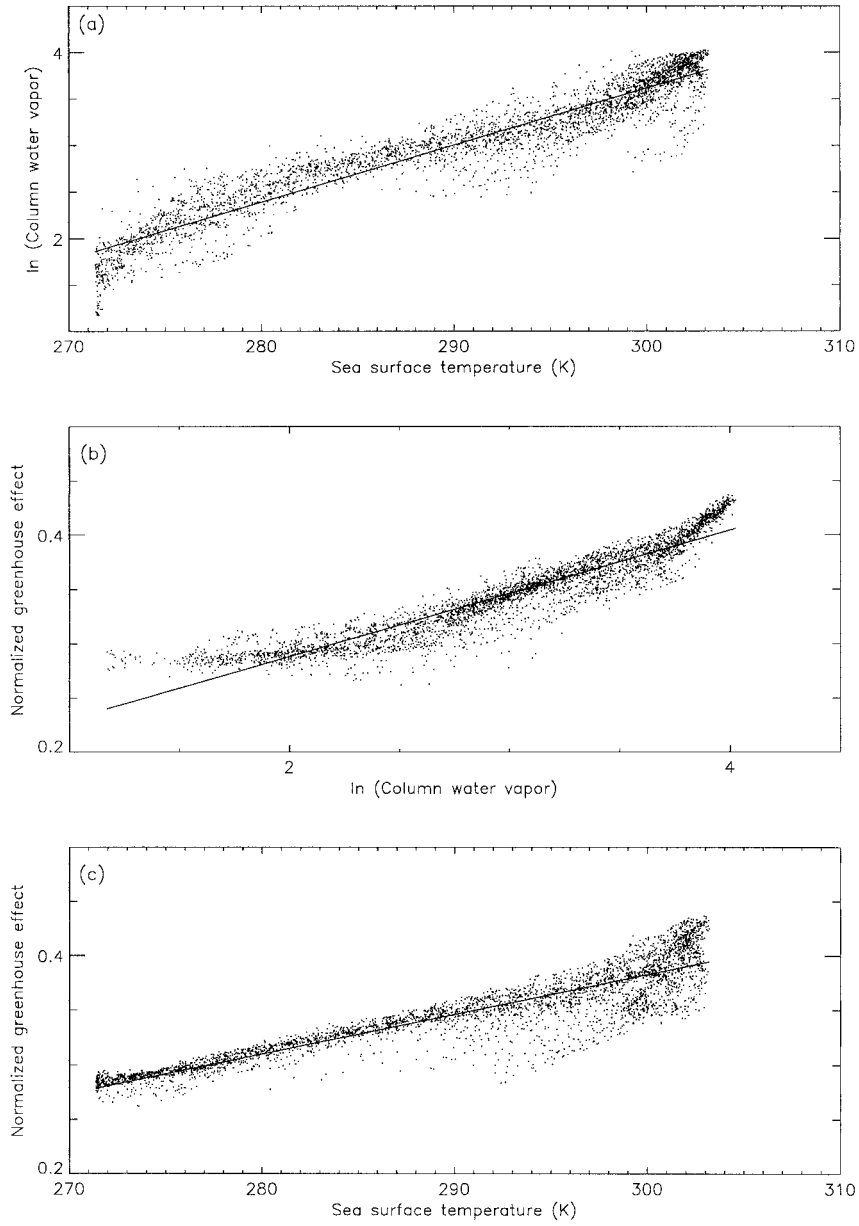 (a)
4
2
ln (Column water vapor)
270 280 290 300 310
Sea surface temperature (K)
(b)
0.4
0.2
Normalized greenhouse effect
2 4
ln (Column water vapor)
(c)
0.4
0.2
Normalized greenhouse effect
270 280 290 300 310
Sea surface temperature (K)